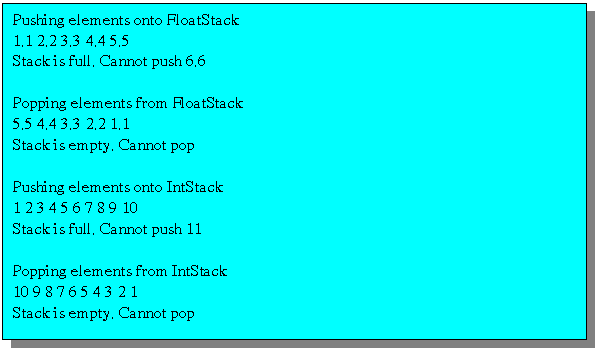 Pushing elements onto FloatStack
1.1 2.2 3.3 4.4 5.5
Stack is full. Cannot push 6.6
Popping elements from FloatStack
5.5 4.4 3.3 2.2 1.1
Stack is empty. Cannot pop
Pushing elements onto IntStack
1 2 3 4 5 6 7 8 9 10
Stack is full. Cannot push 11
Popping elements from IntStack
10 9 8 7 6 5 4 3 2 1
Stack is empty. Cannot pop